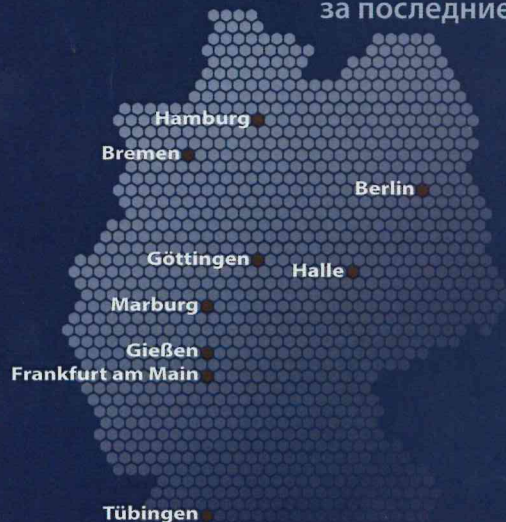 за последние
Hamburg
Bremen
Berlin
Göttingen
Halle
Marburg
Gießen
Frankfurt am Main
Tübingen